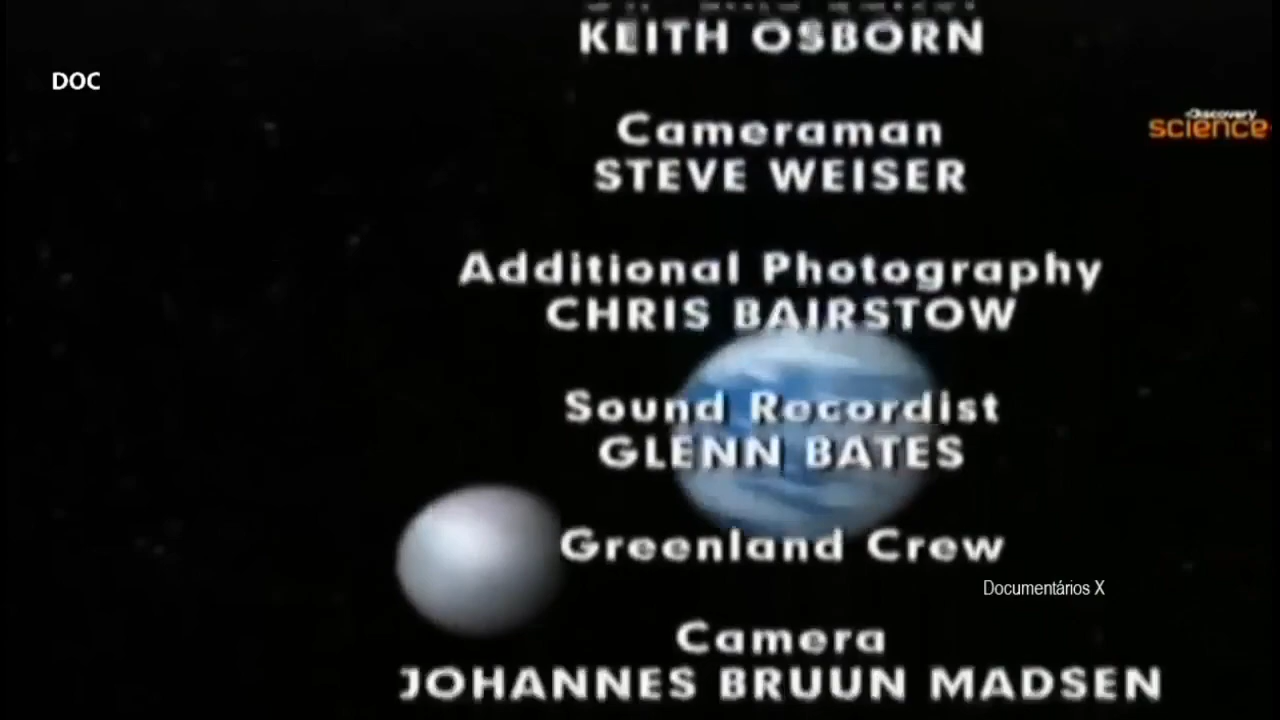 KEITH OSBORN
DOC
Discovery
science
Cameraman
STEVE WEISER
Additional Photography
CHRIS BAIRSTOW
Sound Recordist
GLENN BATES
Greenland Crew
Documentários X
Camera
JOHANNES BRUUN MADSEN